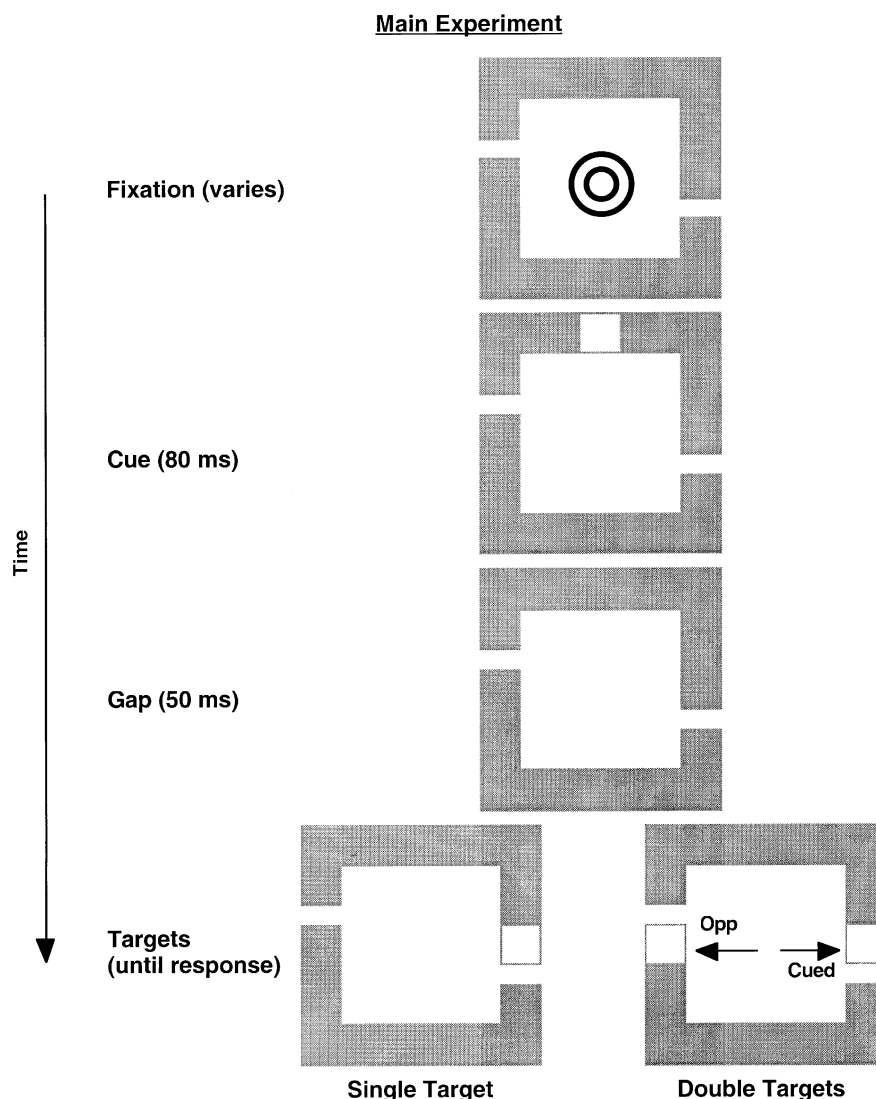 Main Experiment
Fixation (varies)
Cue (80 ms)
Time
Gap (50 ms)
Targets
(until response)
Opp
Cued
Single Target
Double Targets